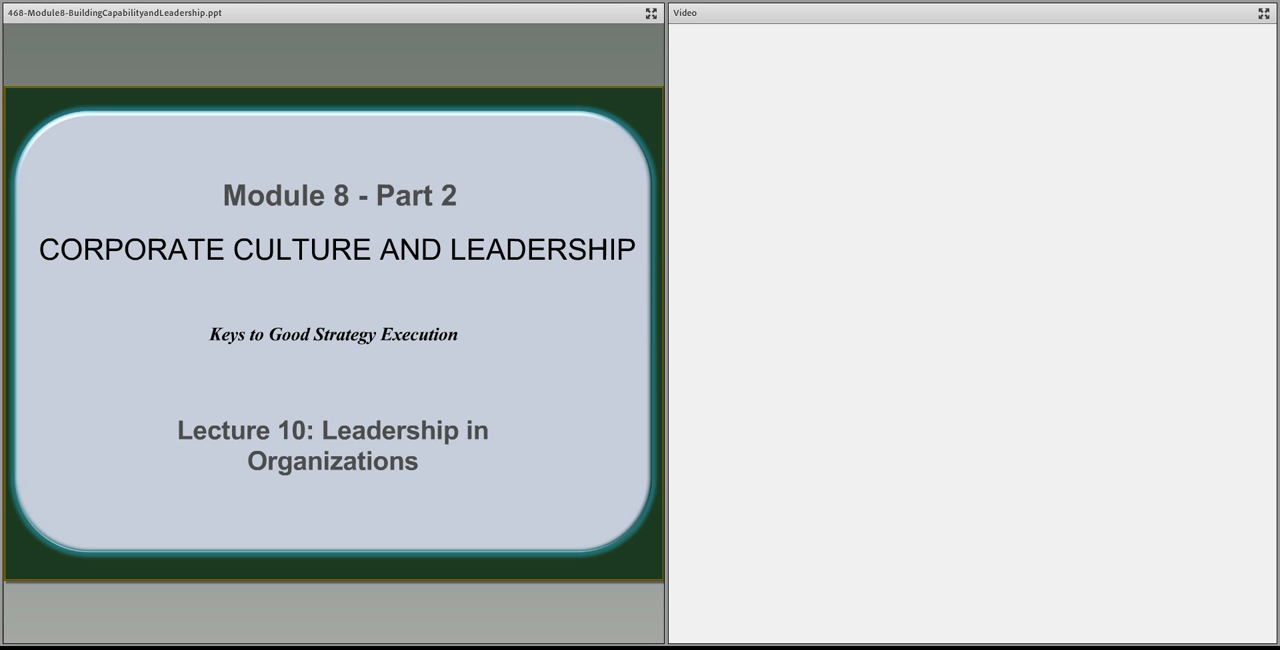 468-Module8-BuildingCapabilityandLeadership.ppt
Video
Module 8 - Part 2
CORPORATE CULTURE AND LEADERSHIP
Keys to Good Strategy Execution
Lecture 10: Leadership in
Organizations